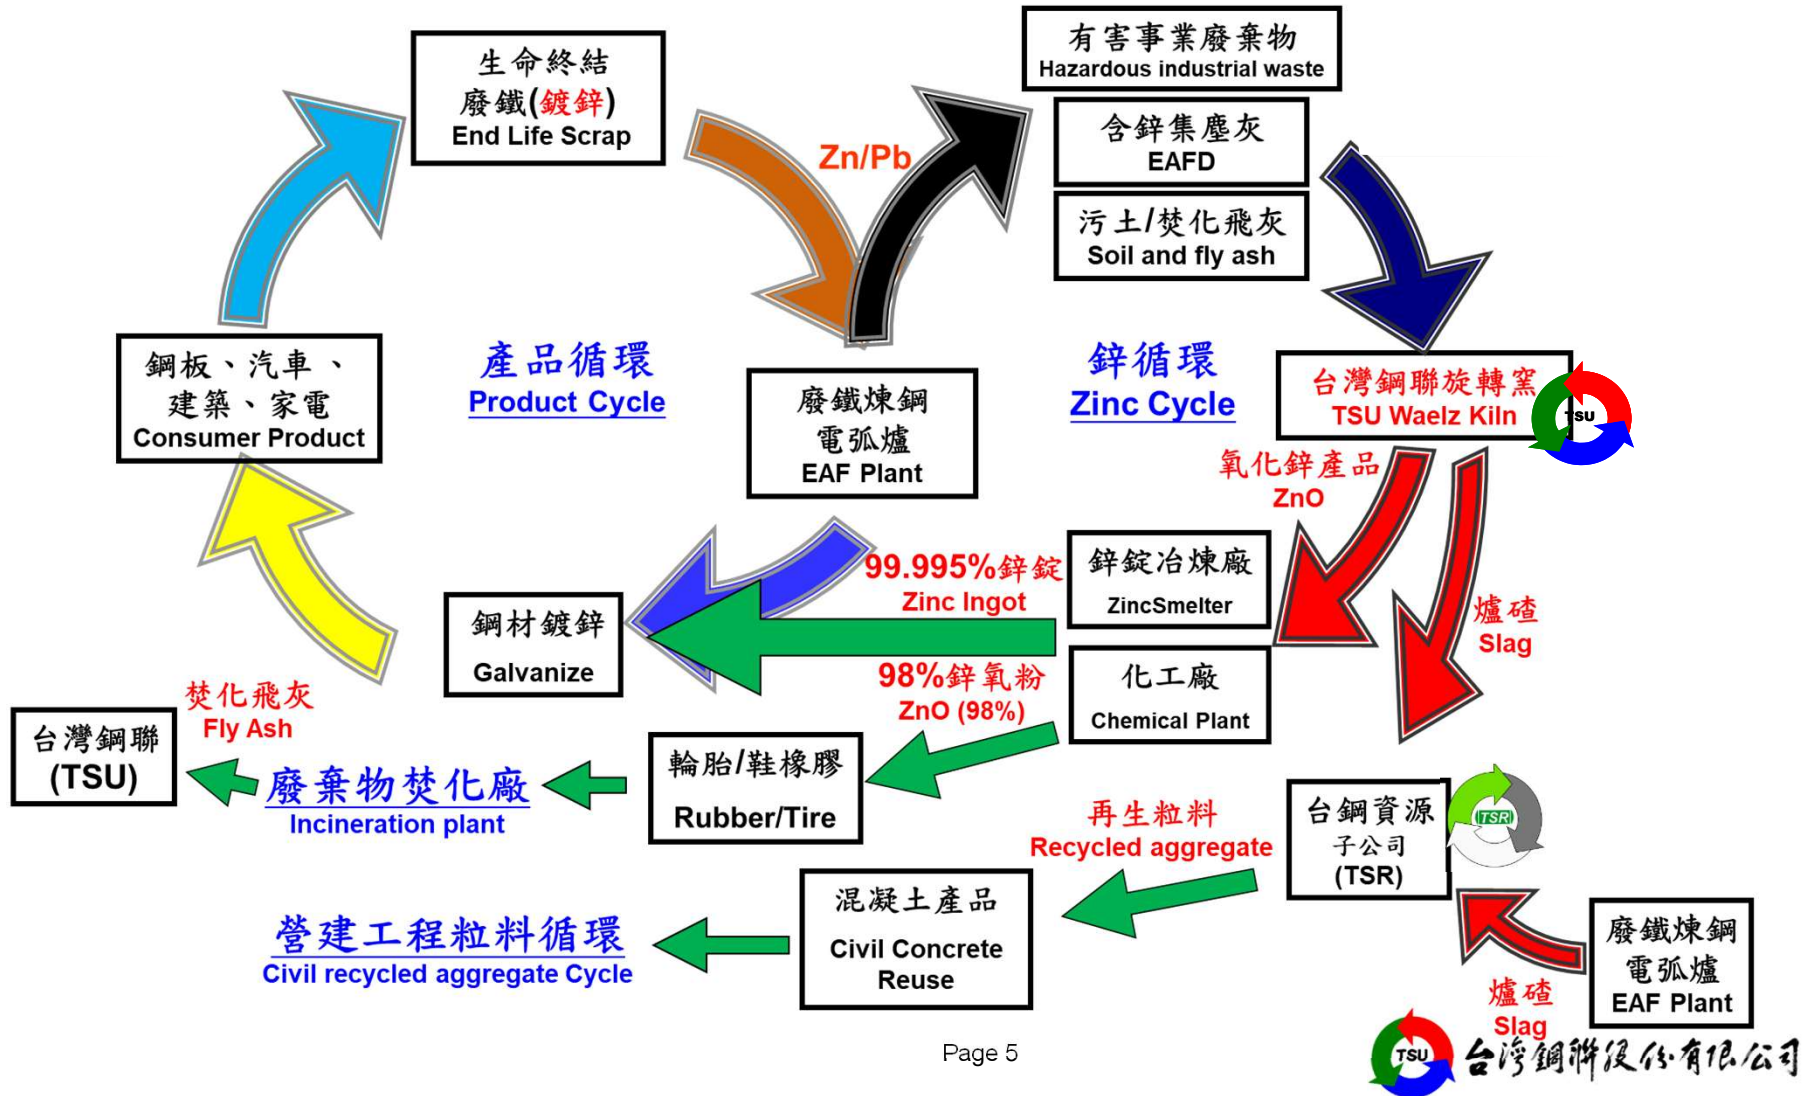 生命終結
廢鐵(鍍鋅)
End Life Scrap
Zn/Pb
有害事業廢棄物
Hazardous industrial waste
含鋅集塵灰
EAFD
污土/焚化飛灰
Soil and fly ash
鋼板、汽車、
建築、家電
Consumer Product
產品循環
Product Cycle
廢鐵煉鋼
電弧爐
EAF Plant
鋅循環
Zinc Cycle
台灣鋼聯旋轉窯
TSU Waelz Kiln
TSU
氧化鋅產品
ZnO
鋼材鍍鋅
Galvanize
99.995%鋅錠
Zinc Ingot
鋅錠冶煉廠
ZincSmelter
爐碴
Slag
98%鋅氧粉
ZnO (98%)
化工廠
Chemical Plant
台灣鋼聯
(TSU)
焚化飛灰
Fly Ash
廢棄物焚化廠
Incineration plant
輪胎/鞋橡膠
Rubber/Tire
再生粒料
Recycled aggregate
台鋼資源
子公司
(TSR)
TSR
營建工程粒料循環
Civil recycled aggregate Cycle
混凝土產品
Civil Concrete
Reuse
廢鐵煉鋼
電弧爐
EAF Plant
爐碴
Slag
Page 5
TSU
台灣鋼聯股份有限公司